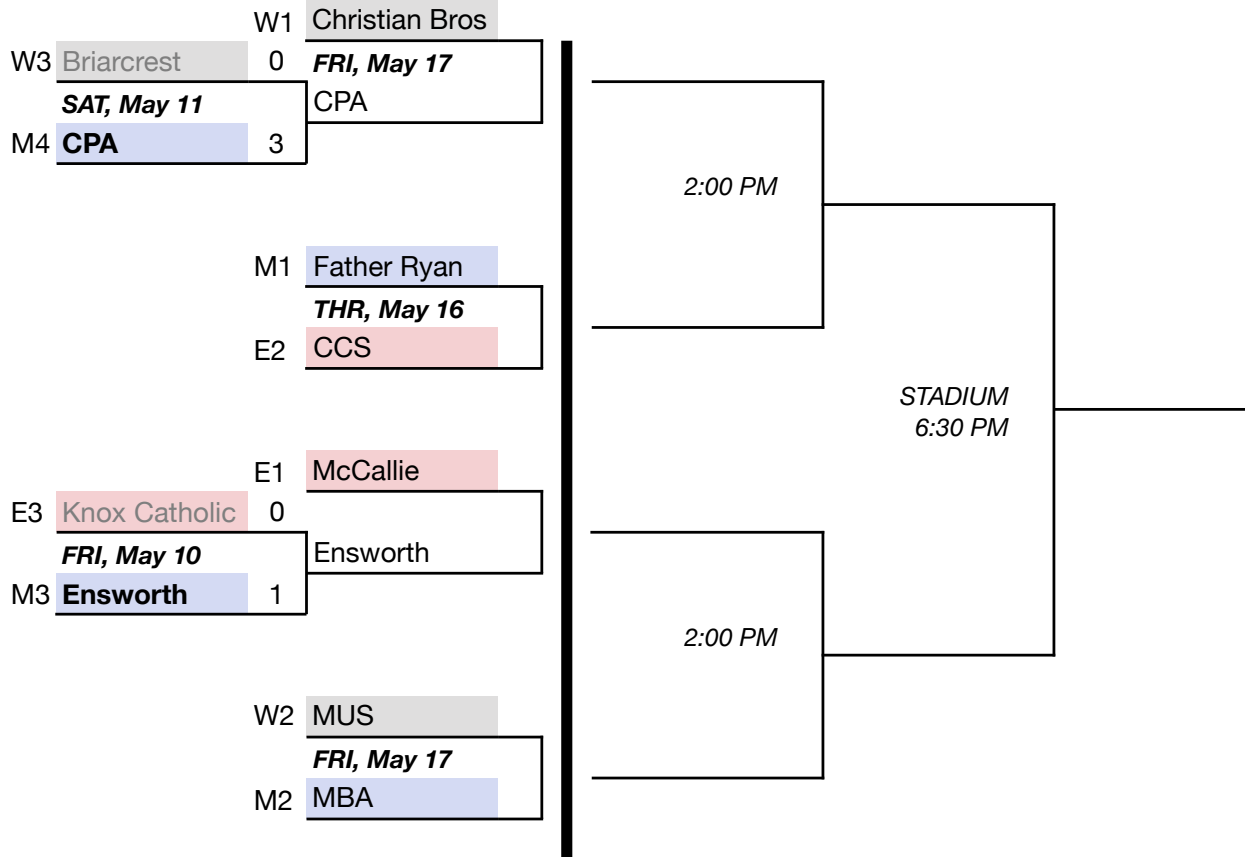 W1 Christian Bros
W3 Briarcrest 0
FRI, May 17
SAT, May 11
CPA
M4 CPA 3
2:00 PM
M1 Father Ryan
THR, May 16
E2 CCS
STADIUM
6:30 PM
E1 McCallie
E3 Knox Catholic 0
FRI, May 10
Ensworth
M3 Ensworth 1
2:00 PM
W2 MUS
FRI, May 17
M2 MBA